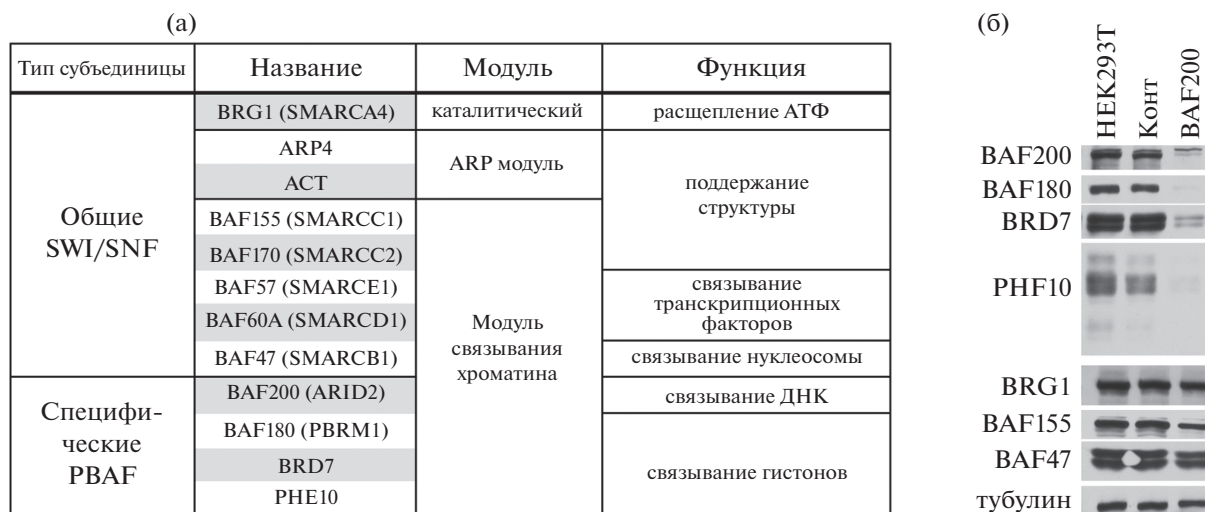 (а)
Тип субъединицы Название Модуль Функция
Общие
SWI/SNF
BRG1 (SMARCA4) каталитический расщепление АТФ
ARP4
ACT
ARP модуль
поддержание
структуры
BAF155 (SMARCC1)
BAF170 (SMARCC2)
BAF57 (SMARCE1)
BAF60A (SMARCD1)
BAF47 (SMARCB1)
Модуль
связывания
хроматина
связывание
транскрипционных
факторов
связывание нуклеосомы
Специфи-
ческие
PBAF
BAF200 (ARID2)
BAF180 (PBRM1)
BRD7
PHE10
связывание ДНК
связывание гистонов
(б)
HEK293T
Конт
BAF200
BAF200
BAF180
BRD7
PHF10
BRG1
BAF155
BAF47
тубулин